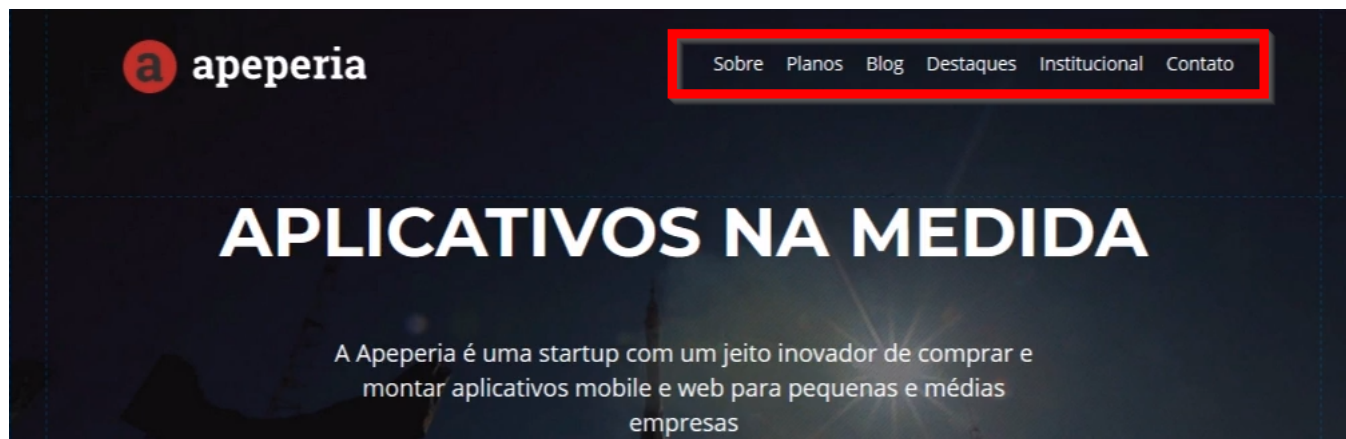 a apeperia
Sobre Planos Blog Destaques Institucional Contato
APLICATIVOS NA MEDIDA
A Apeperia é uma startup com um jeito inovador de comprar e
montar aplicativos mobile e web para pequenas e médias
empresas